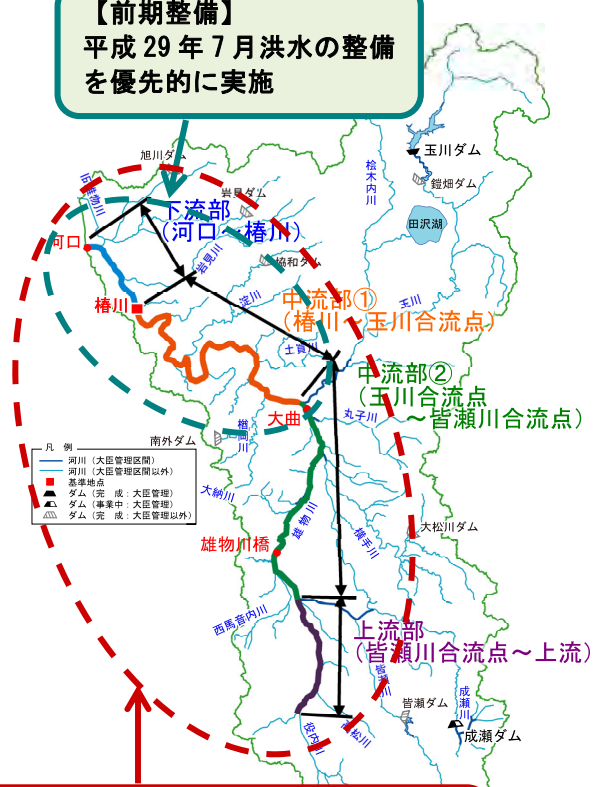 【前期整備】
平成29年7月洪水の整備
を優先的に実施
旭川ダム
玉川ダム
鎧畑ダム
桧木内川
田沢湖
旧雄物川
岩見ダム
下流部
(河口～椿川)
河口
岩見川
協和ダム
椿川
淀川
中流部①
(椿川～玉川合流点)
玉川
土買川
中流部②
(玉川合流点
～皆瀬川合流点)
大曲
丸子川
楢岡川
南外ダム
凡 例
河川(大臣管理区間)
河川(大臣管理区間以外)
基準地点
ダム(完 成:大臣管理)
ダム(事業中:大臣管理)
ダム(完 成:大臣管理以外)
大納川
雄物川
横手川
大松川ダム
雄物川橋
西馬音内川
上流部
(皆瀬川合流点～上流)
皆瀬川
皆瀬ダム
成瀬川
成瀬ダム
役内川
高松川